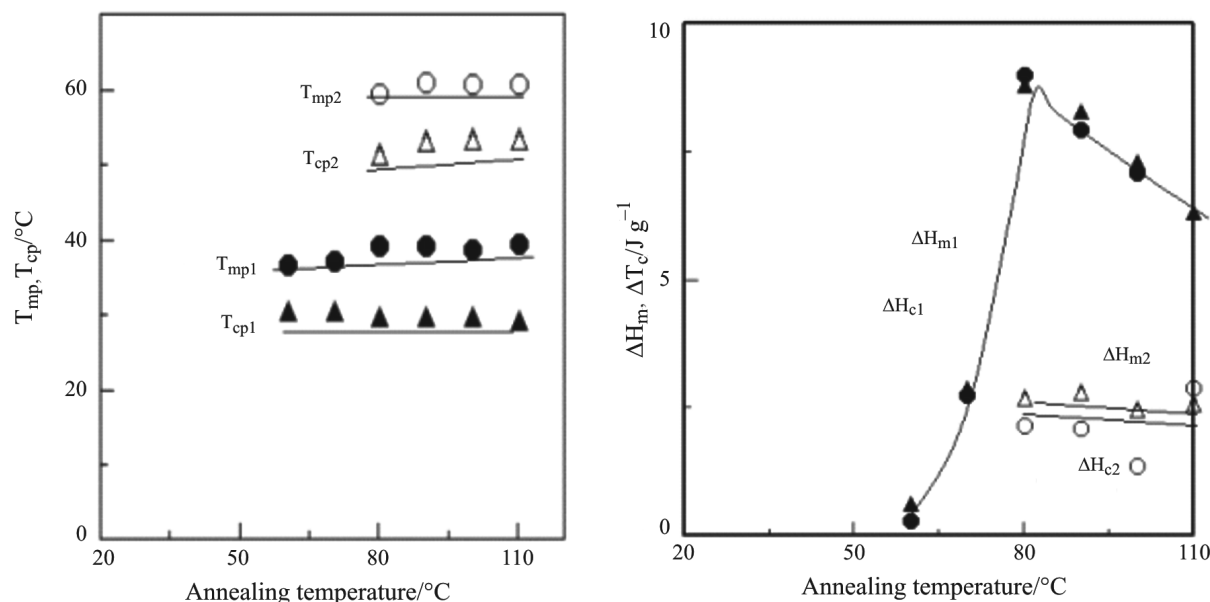 60
40
20
0
T_mp, T_cp/°C
T_mp2
T_cp2
T_mp1
T_cp1
20 50 80 110
Annealing temperature/°C
10
5
0
ΔH_m, ΔT_c/J g⁻¹
ΔH_m1
ΔH_c1
ΔH_m2
ΔH_c2
20 50 80 110
Annealing temperature/°C